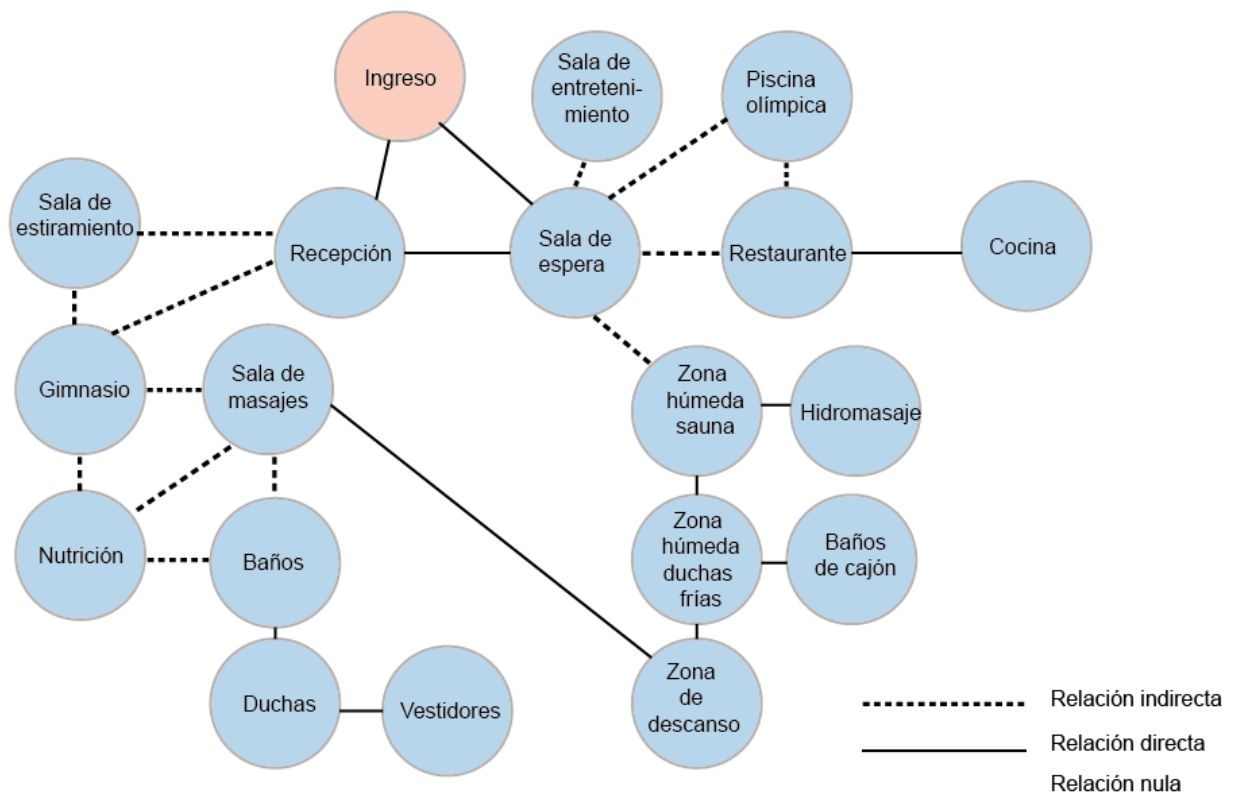 Ingreso
Sala de
entreteni-
miento
Piscina
olímpica
Sala de
estiramiento
Recepción
Sala de
espera
Restaurante
Cocina
Gimnasio
Sala de
masajes
Zona
húmeda
sauna
Hidromasaje
Nutrición
Baños
Zona
húmeda
duchas
frías
Baños
de cajón
Duchas
Vestidores
Zona
de
descanso
Relación indirecta
Relación directa
Relación nula